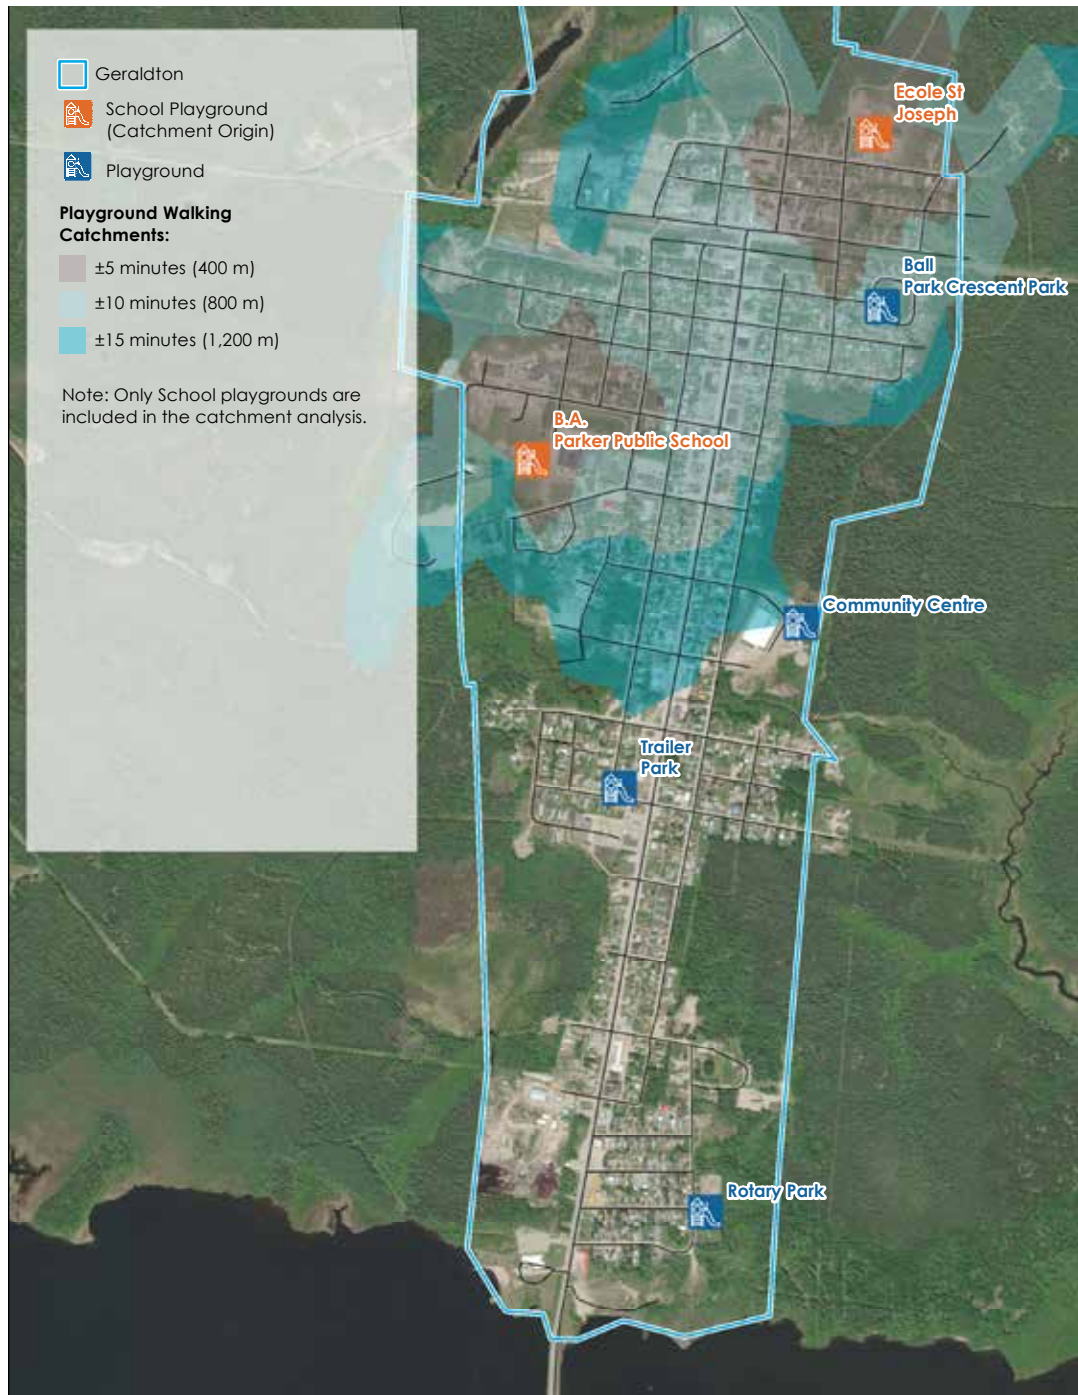 Geraldton
School Playground
(Catchment Origin)
Playground
Playground Walking
Catchments:
±5 minutes (400 m)
±10 minutes (800 m)
±15 minutes (1,200 m)
Note: Only School playgrounds are
included in the catchment analysis.
Ecole St
Joseph
Ball
Park Crescent Park
B.A.
Parker Public School
Community Centre
Trailer
Park
Rotary Park